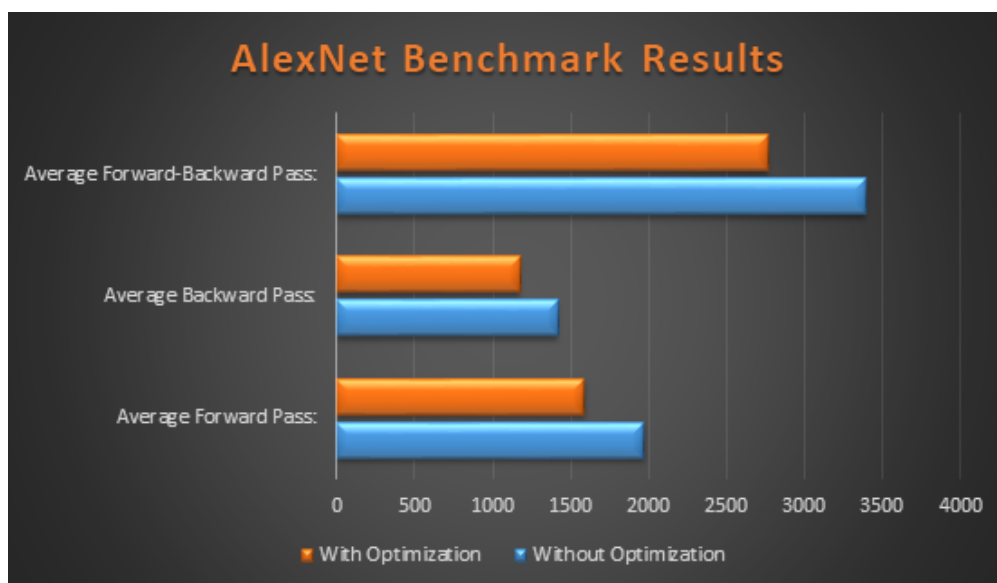 AlexNet Benchmark Results
Average Forward-Backward Pass:
Average Backward Pass:
Average Forward Pass:
0 500 1000 1500 2000 2500 3000 3500 4000
With Optimization Without Optimization